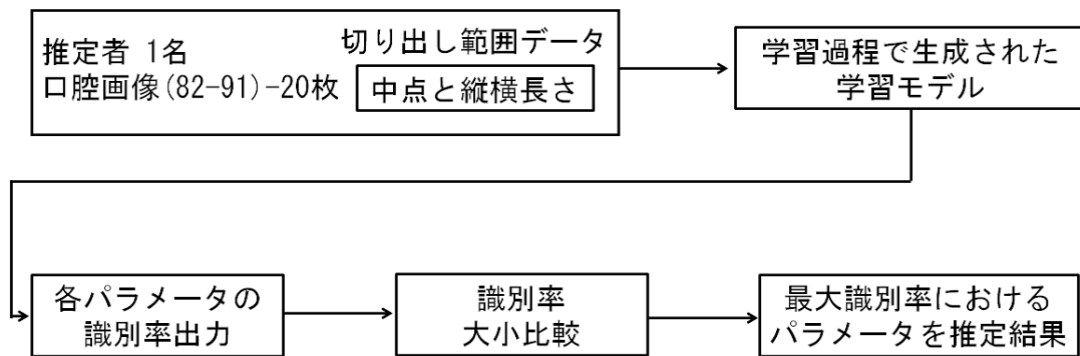 推定者 1名
口腔画像(82-91)-20枚
切り出し範囲データ
中点と縦横長さ
学習過程で生成された
学習モデル
各パラメータの
識別率出力
識別率
大小比較
最大識別率における
パラメータを推定結果